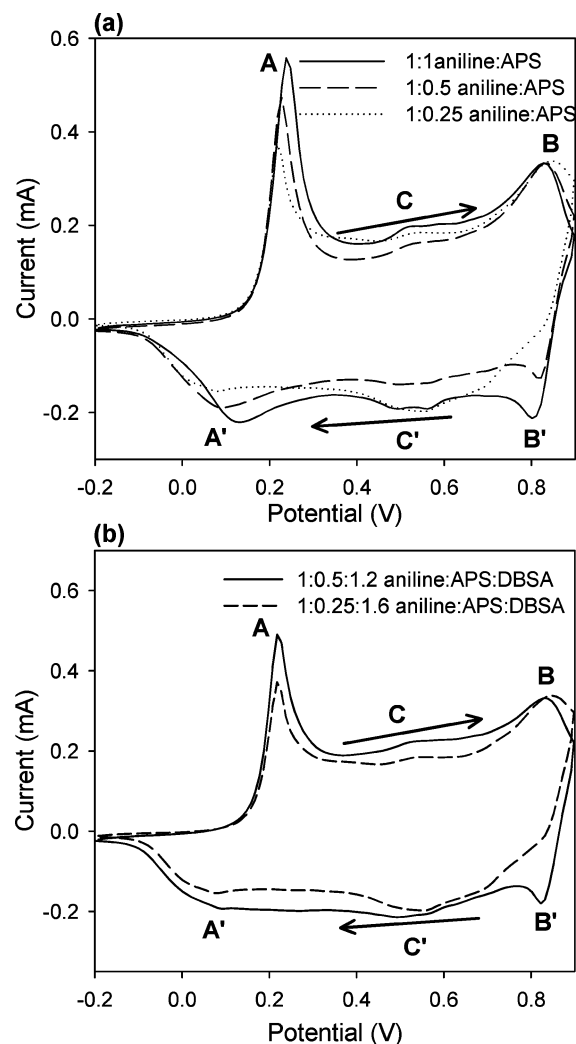 (a)
0.6
0.4
0.2
0.0
-0.2
Current (mA)
A
1:1aniline:APS
1:0.5 aniline:APS
1:0.25 aniline:APS
B
C
A'
C'
B'
-0.2 0.0 0.2 0.4 0.6 0.8
Potential (V)
(b)
0.6
0.4
0.2
0.0
-0.2
Current (mA)
1:0.5:1.2 aniline:APS:DBSA
1:0.25:1.6 aniline:APS:DBSA
A
B
C
A'
C'
B'
-0.2 0.0 0.2 0.4 0.6 0.8
Potential (V)